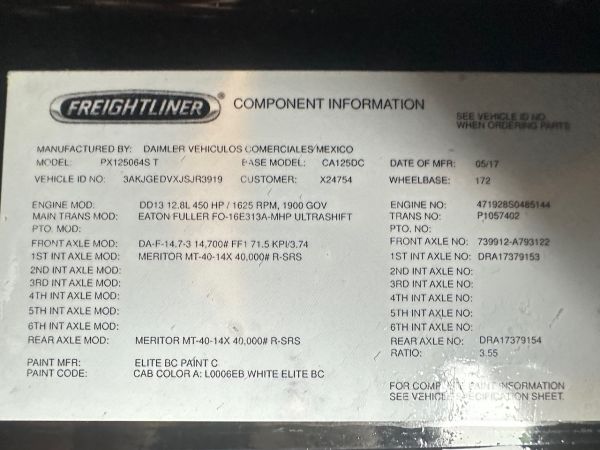 FREIGHTLINER® COMPONENT INFORMATION
SEE VEHICLE ID NO.
WHEN ORDERING PARTS
MANUFACTURED BY: DAIMLER VEHICULOS COMERCIALES/MEXICO
MODEL: PX125064S T BASE MODEL: CA125DC DATE OF MFR: 05/17
VEHICLE ID NO: 3AKJGEDVXJSJR3919 CUSTOMER: X24754 WHEELBASE: 172
ENGINE MOD: DD13 12.8L 450 HP / 1625 RPM, 1900 GOV ENGINE NO: 471928S0485144
MAIN TRANS MOD: EATON FULLER FO-16E313A-MHP ULTRASHIFT TRANS NO: P1057402
PTO. MOD: PTO. NO:
FRONT AXLE MOD: DA-F-14.7-3 14,700# FF1 71.5 KPI/3.74 FRONT AXLE NO: 739912-A793122
1ST INT AXLE MOD: MERITOR MT-40-14X 40,000# R-SRS 1ST INT AXLE NO: DRA17379153
2ND INT AXLE MOD: 2ND INT AXLE NO:
3RD INT AXLE MOD: 3RD INT AXLE NO:
4TH INT AXLE MOD: 4TH INT AXLE NO:
5TH INT AXLE MOD: 5TH INT AXLE NO:
6TH INT AXLE MOD: 6TH INT AXLE NO:
REAR AXLE MOD: MERITOR MT-40-14X 40,000# R-SRS REAR AXLE NO: DRA17379154
RATIO: 3.55
PAINT MFR: ELITE BC PAINT C
PAINT CODE: CAB COLOR A: L0006EB WHITE ELITE BC
FOR COMPLETE PAINT INFORMATION
SEE VEHICLE SPECIFICATION SHEET.